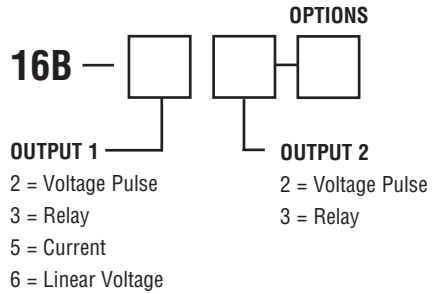 OPTIONS
16B —
OUTPUT 1
2 = Voltage Pulse
3 = Relay
5 = Current
6 = Linear Voltage
OUTPUT 2
2 = Voltage Pulse
3 = Relay